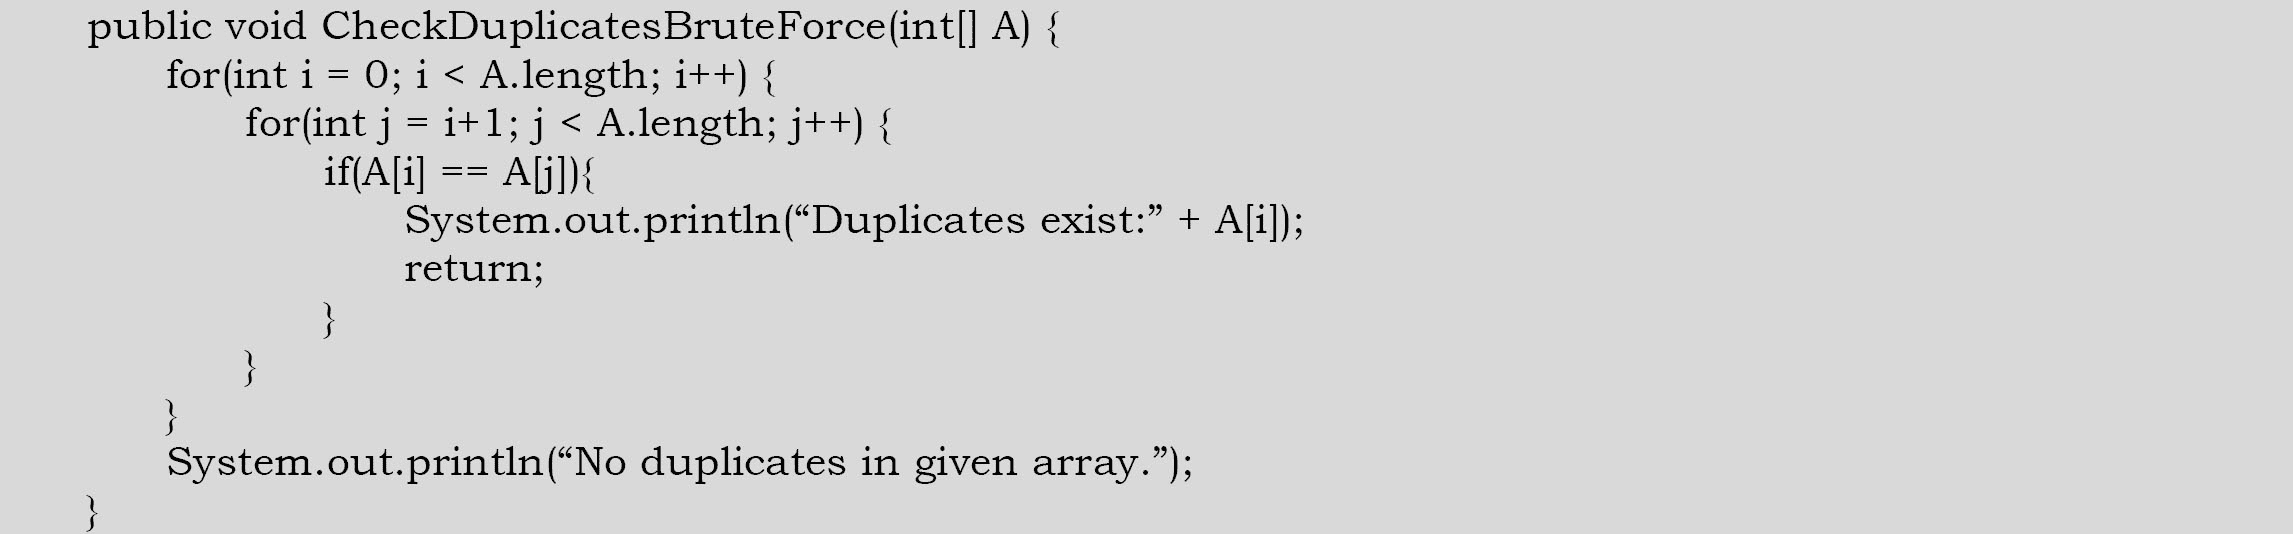 public void CheckDuplicatesBruteForce(int[] A) {
for(int i = 0; i < A.length; i++) {
for(int j = i+1; j < A.length; j++) {
if(A[i] == A[j]){
System.out.println(“Duplicates exist:” + A[i]);
return;
}
}
}
System.out.println(“No duplicates in given array.”);
}